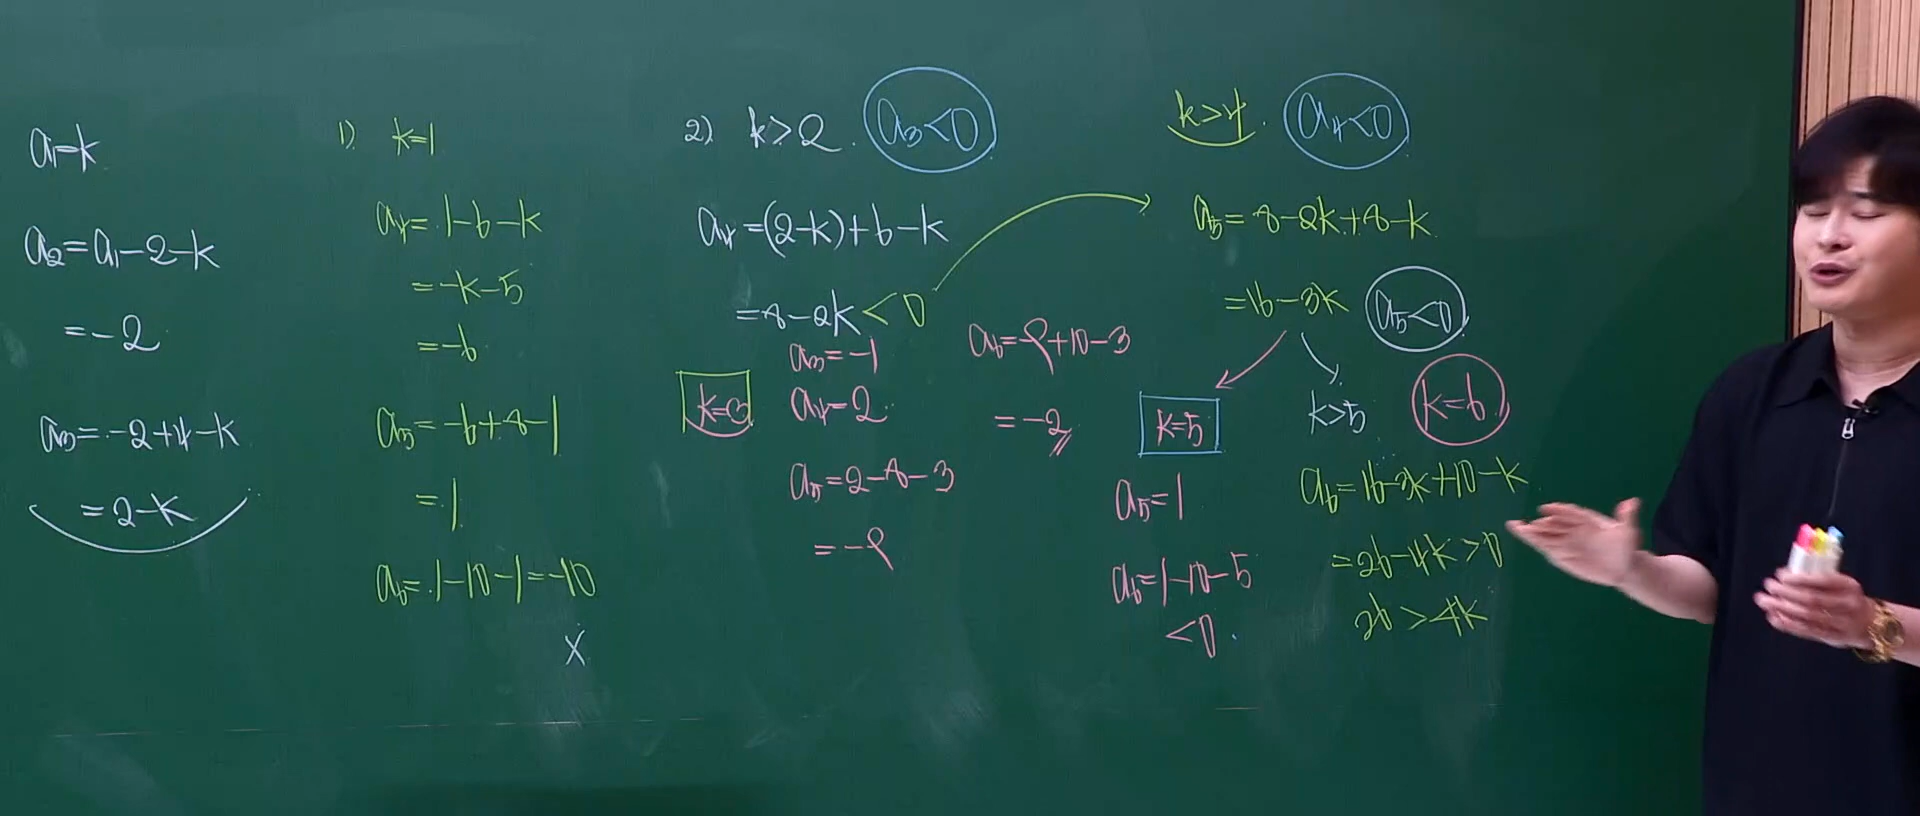 a₁=k
a₂=a₁-2-k
=-2
a₃=-2+4-k
=2-k
1) k=1
a₄=1-6-k
=-k-5
=-6
a₅=-6+8-1
=1
a₆=1-10-1=-10
X
2) k>2. a₃<0
a₄=(2-k)+6-k
=8-2k<0
k=3
a₃=-1
a₄=2
a₅=2-8-3
=-9
a₆=-9+10-3
=-2
k>4. a₄<0
a₅=8-2k+8-k
=16-3k a₅<0
k=5
a₅=1
a₆=1-10-5
<0.
k>5 k=6
a₆=16-3k+10-k
=26-4k>0
26>4k